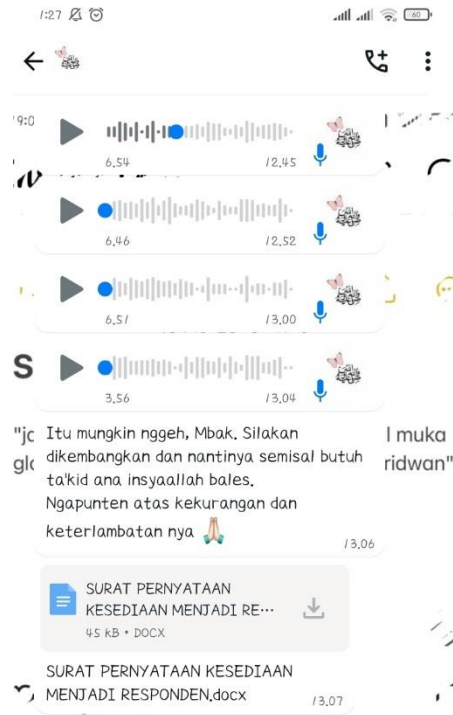 1:27
60
9:0
6.54 12.45
6.46 12.52
6.51 13.00
S
3.56 13.04
"ja
l muka
glo
ridwan"
Itu mungkin nggeh, Mbak. Silakan
dikembangkan dan nantinya semisal butuh
ta'kid ana insyaallah bales.
Ngapunten atas kekurangan dan
keterlambatan nya 🙏🏻
13.06
SURAT PERNYATAAN
KESEDIAAN MENJADI RE...
45 kB • DOCX
SURAT PERNYATAAN KESEDIAAN
MENJADI RESPONDEN.docx
13.07